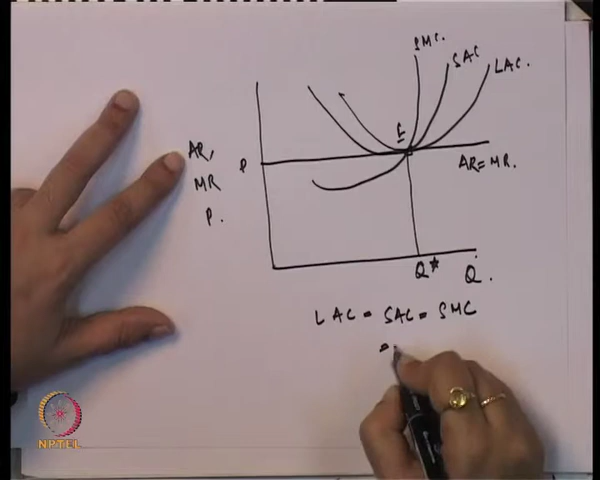 SMC.
SAC
LAC.
E
AR,
MR
P.
P
AR = MR.
Q*
Q.
LAC = SAC = SMC
=
NPTEL